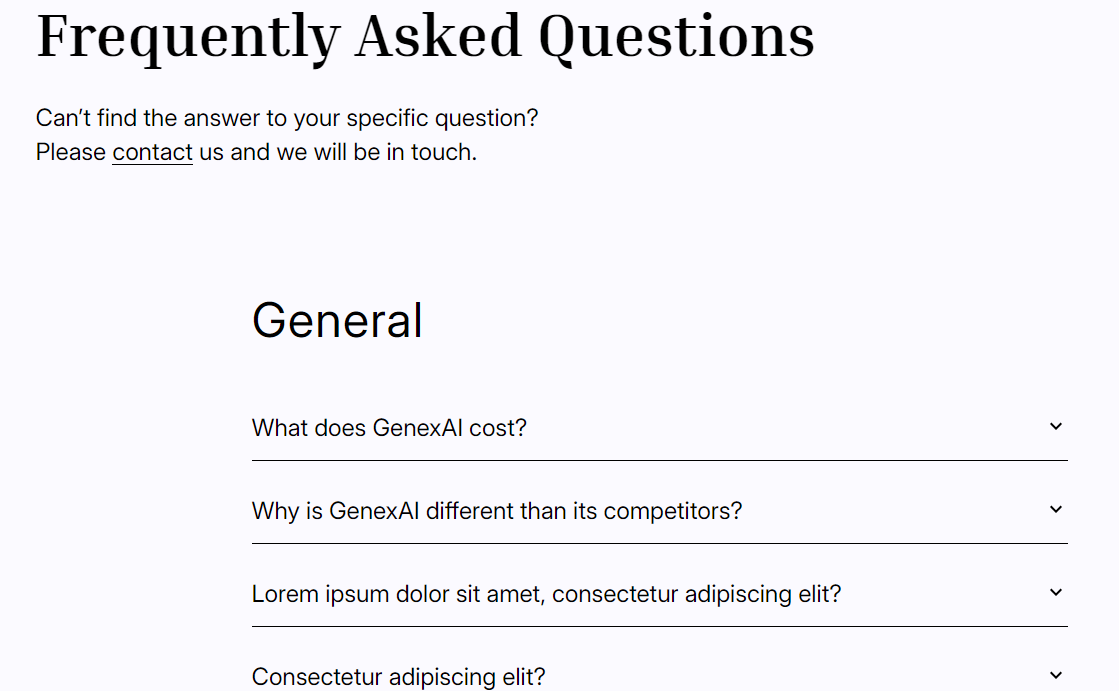 Frequently Asked Questions
Can’t find the answer to your specific question?
Please contact us and we will be in touch.
General
What does GenexAI cost?
Why is GenexAI different than its competitors?
Lorem ipsum dolor sit amet, consectetur adipiscing elit?
Consectetur adipiscing elit?